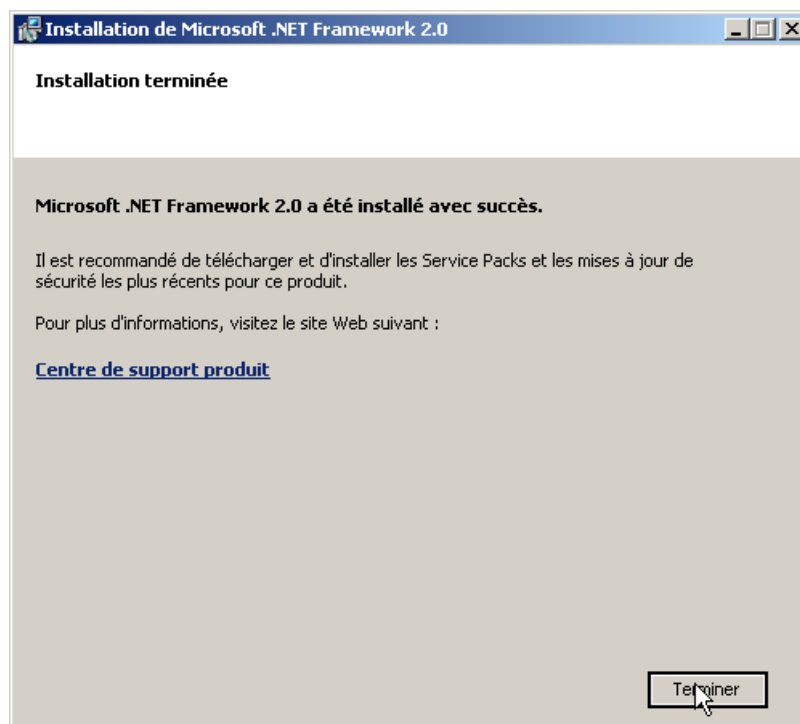 Installation de Microsoft .NET Framework 2.0
Installation terminée
Microsoft .NET Framework 2.0 a été installé avec succès.
Il est recommandé de télécharger et d'installer les Service Packs et les mises à jour de
sécurité les plus récents pour ce produit.
Pour plus d'informations, visitez le site Web suivant :
Centre de support produit
Terminer